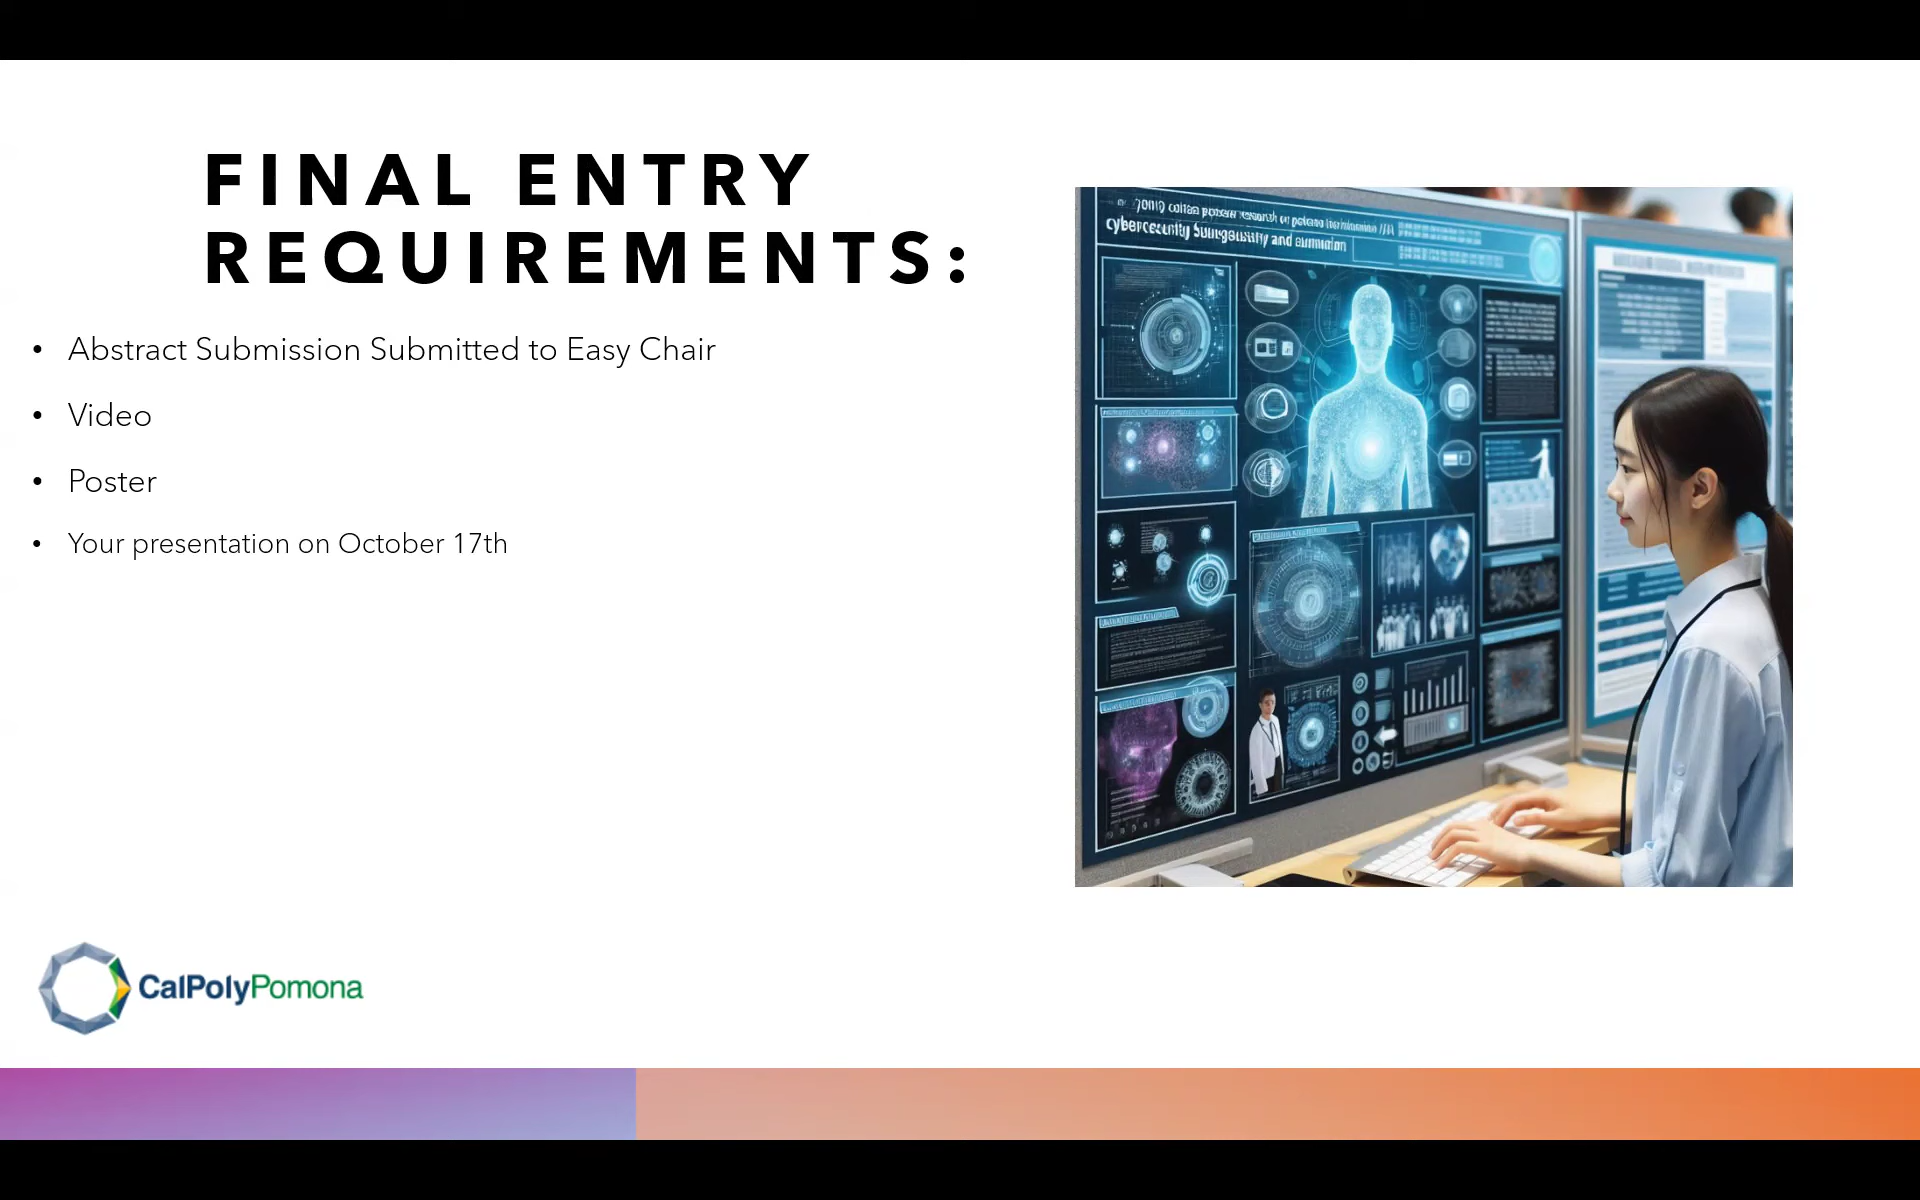 FINAL ENTRY
REQUIREMENTS:
• Abstract Submission Submitted to Easy Chair
• Video
• Poster
• Your presentation on October 17th
CalPolyPomona